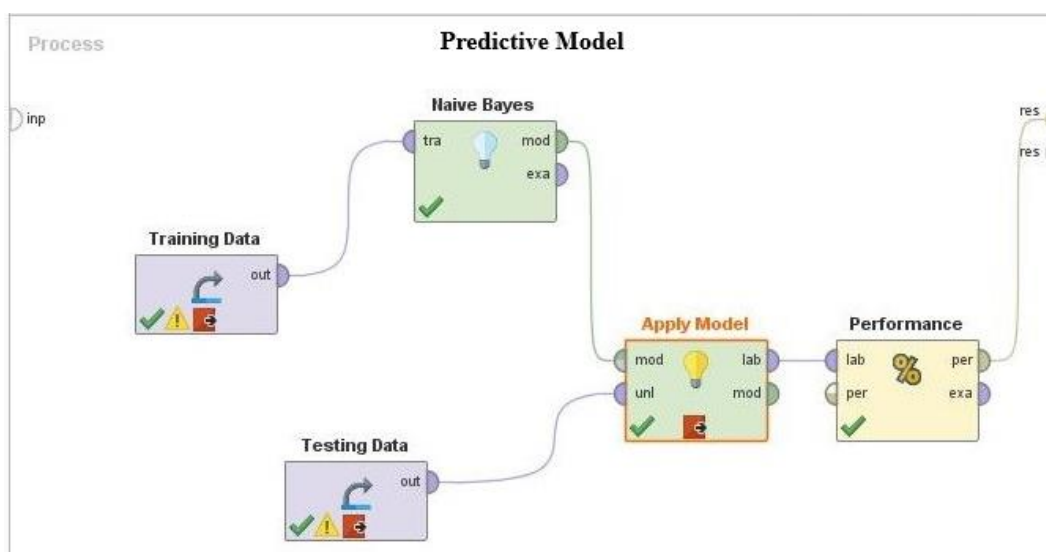 Process
Predictive Model
inp
Naive Bayes
tra
mod
exa
res
res
Training Data
out
Apply Model
mod
lab
unl
mod
Performance
lab
per
per
exa
Testing Data
out
%